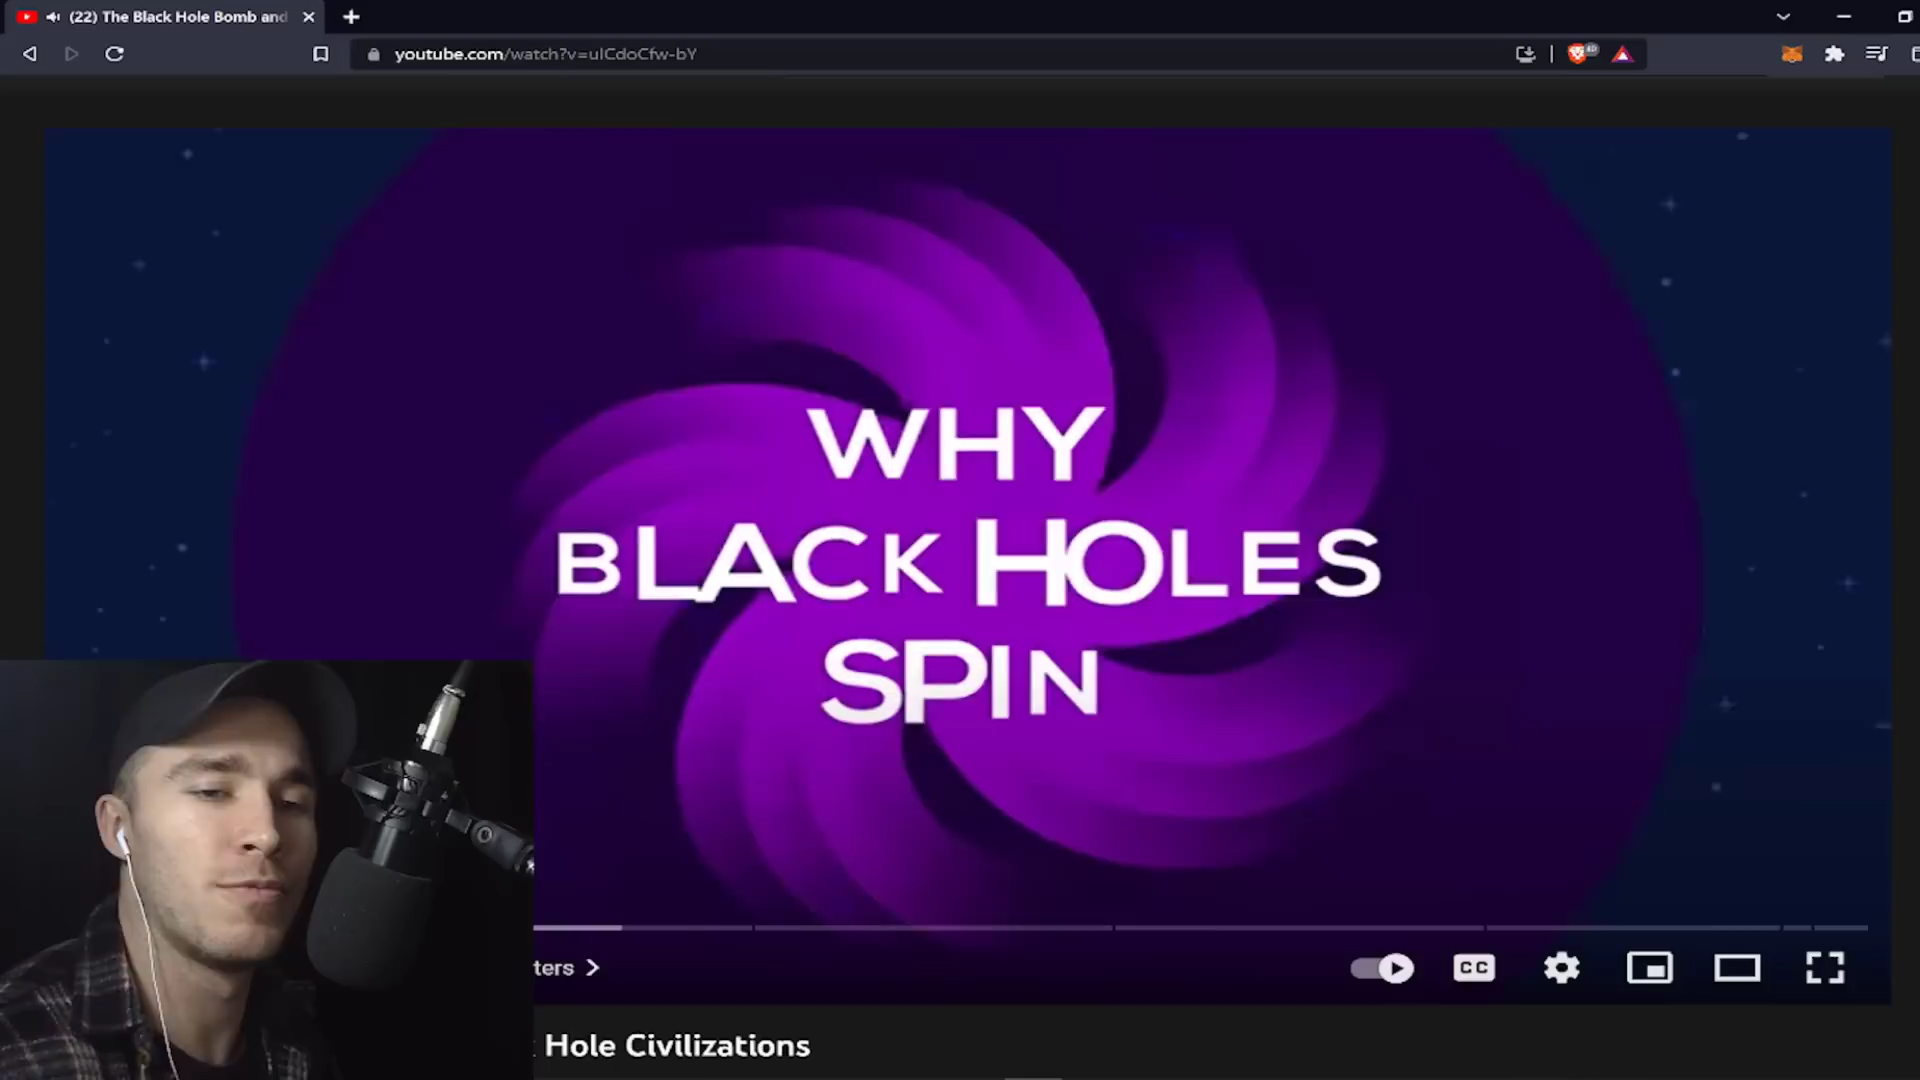 (22) The Black Hole Bomb and
youtube.com/watch?v=ulCdoCfw-bY
WHY
BLACK HOLES
SPIN
ters
CC
Hole Civilizations